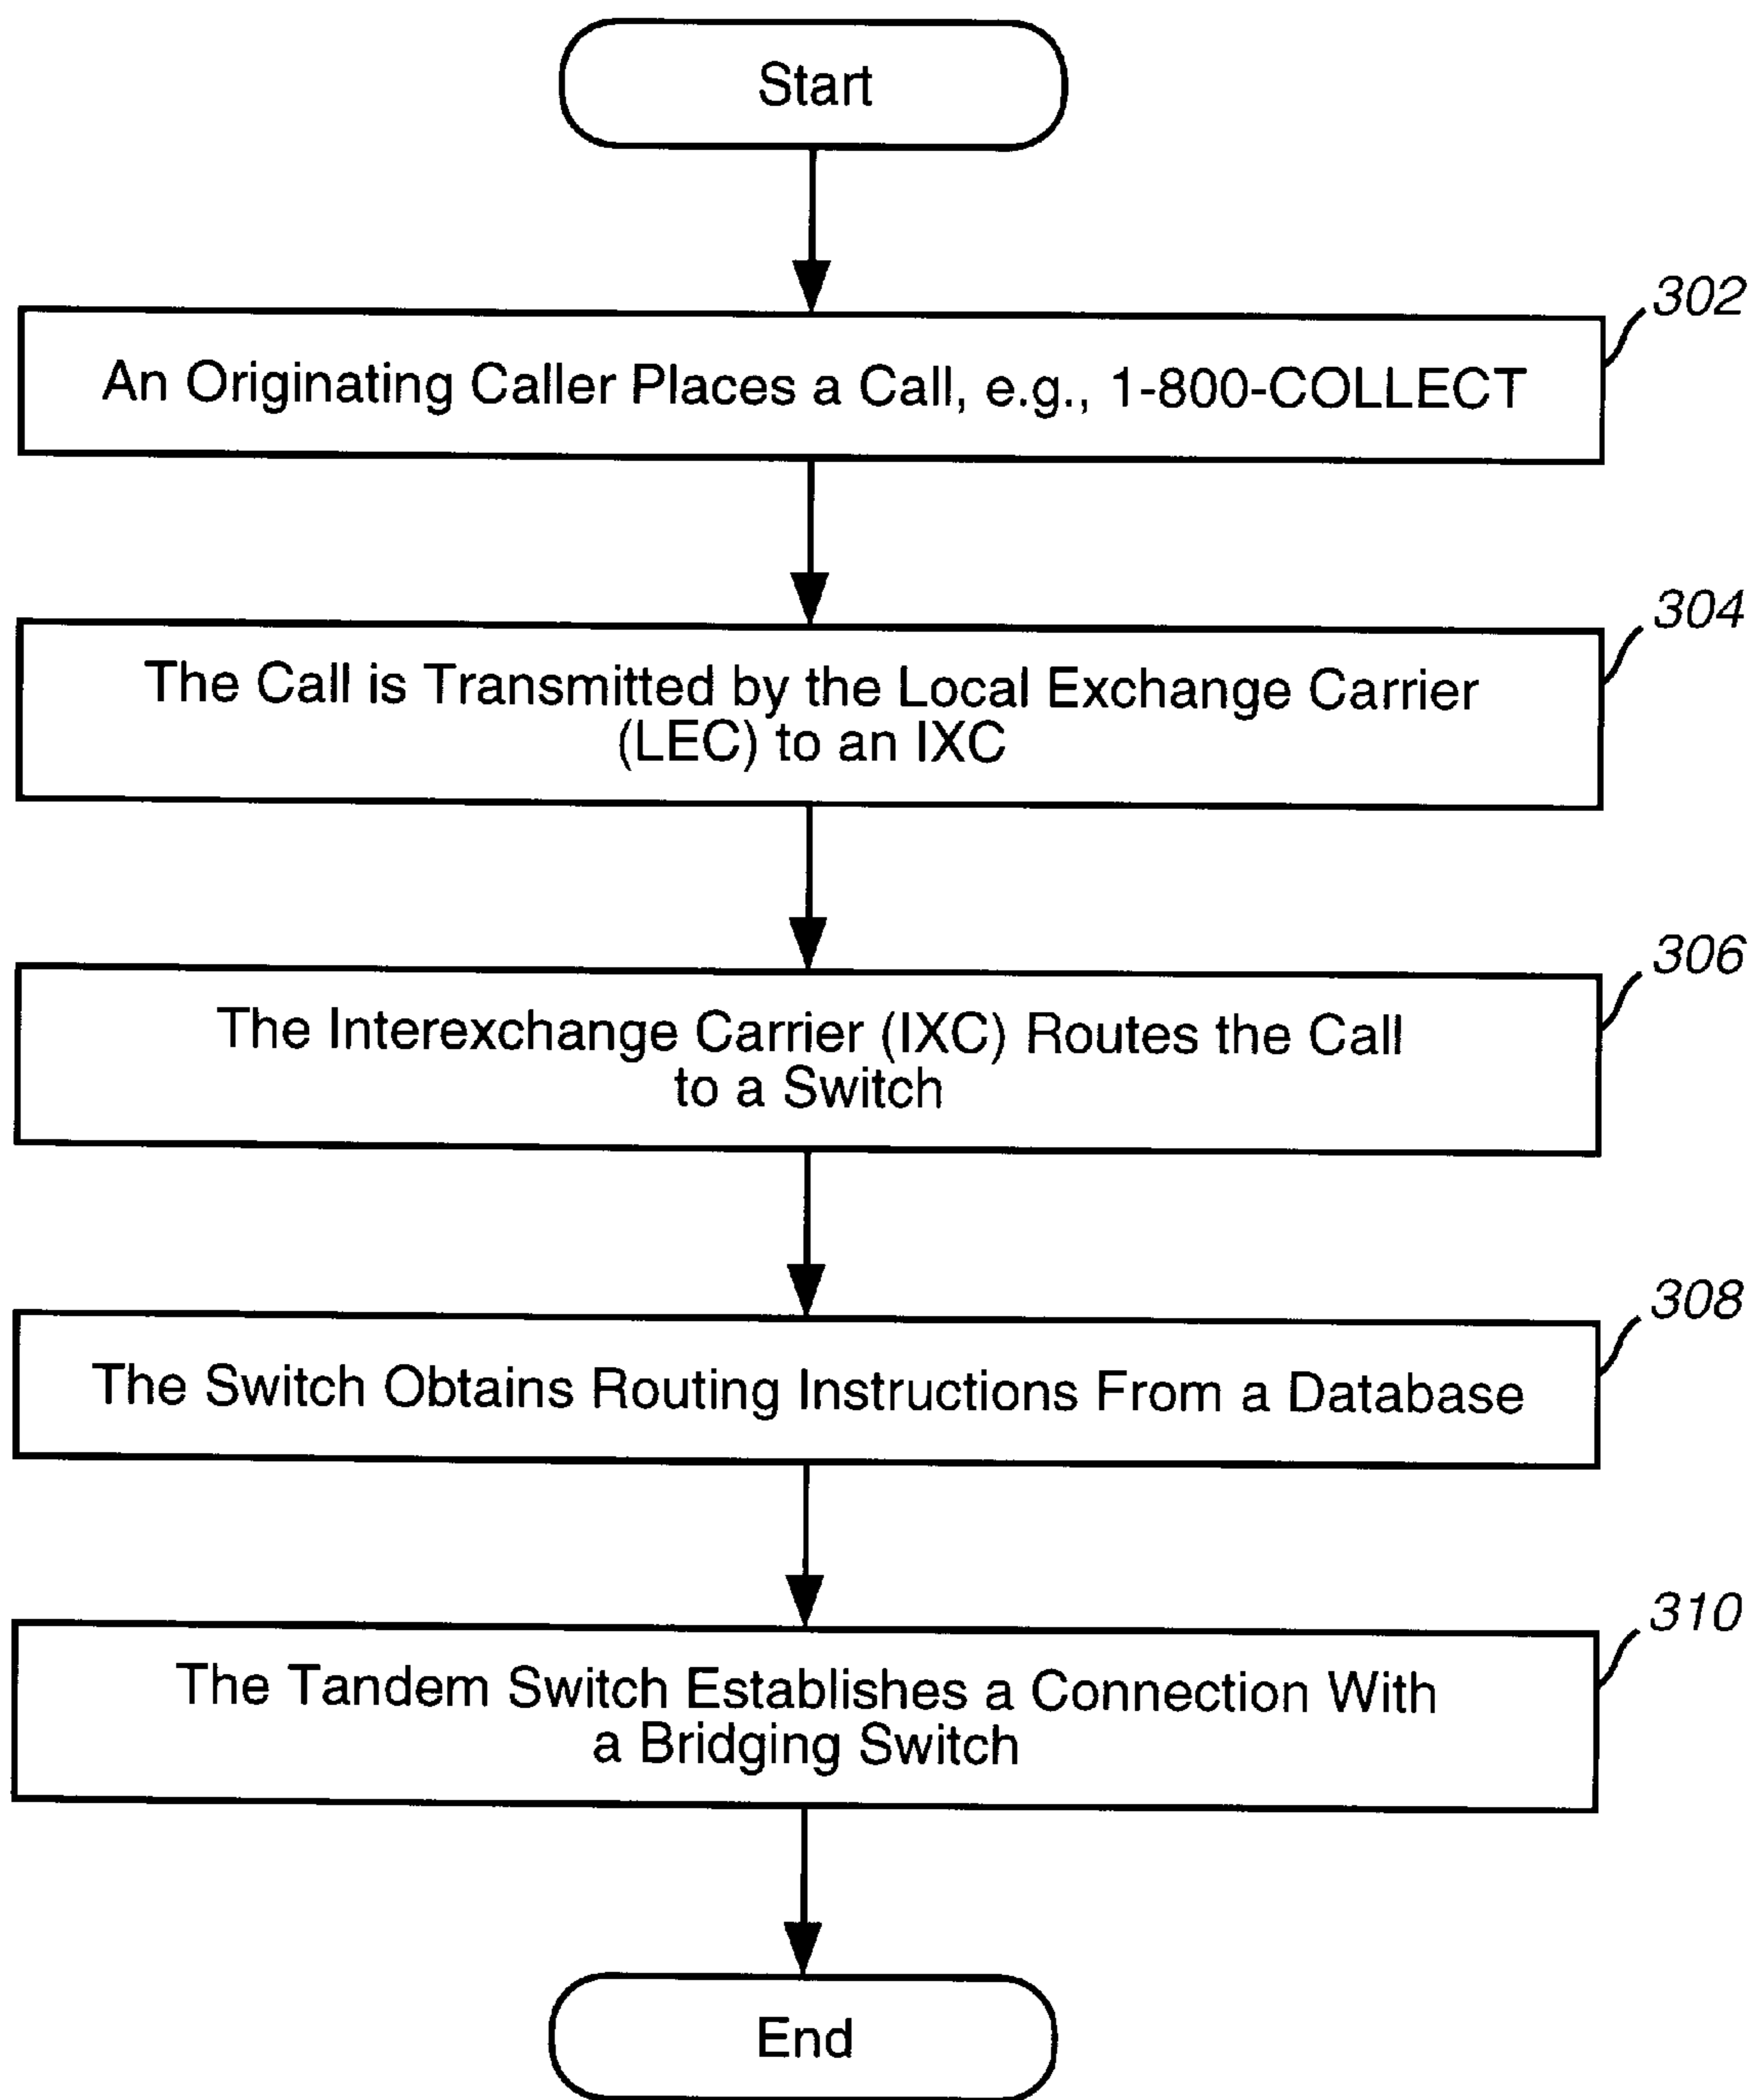 Start
302
An Originating Caller Places a Call, e.g., 1-800-COLLECT
304
The Call is Transmitted by the Local Exchange Carrier
(LEC) to an IXC
306
The Interexchange Carrier (IXC) Routes the Call
to a Switch
308
The Switch Obtains Routing Instructions From a Database
310
The Tandem Switch Establishes a Connection With
a Bridging Switch
End